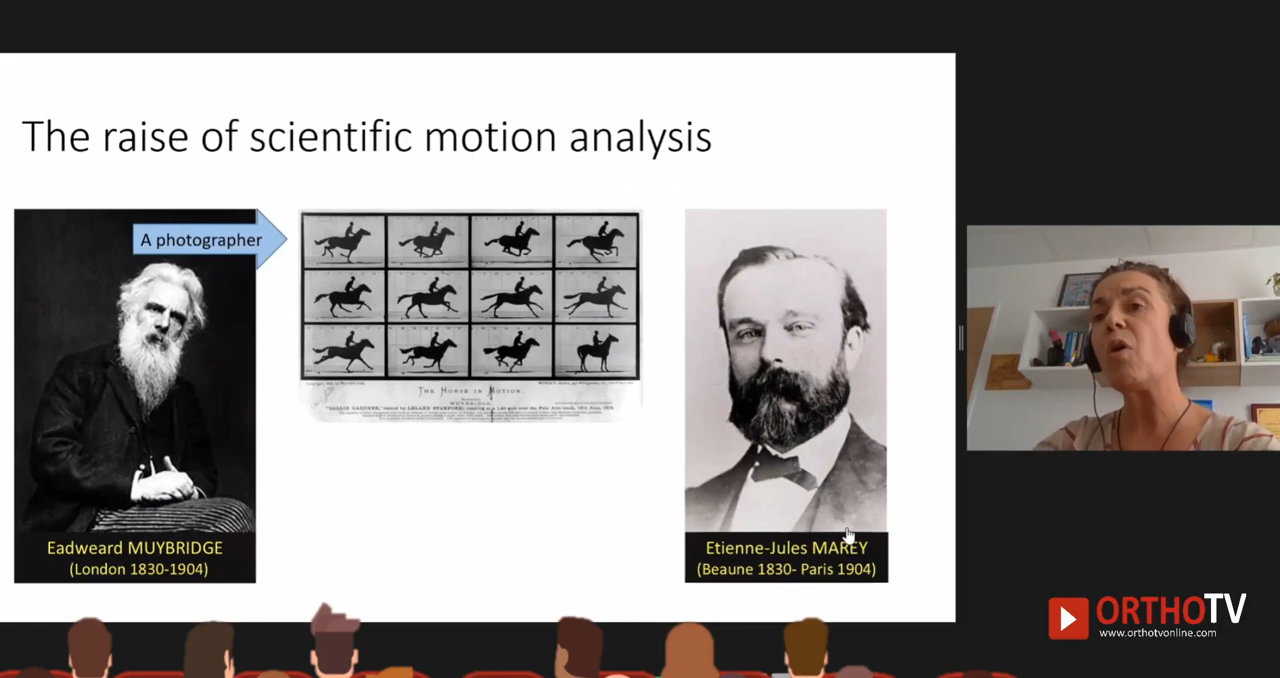 The raise of scientific motion analysis
A photographer
THE HORSE IN MOTION.
MUYBRIDGE.
Eadweard MUYBRIDGE
(London 1830-1904)
Etienne-Jules MAREY
(Beaune 1830- Paris 1904)
ORTHOTV
www.orthotvonline.com